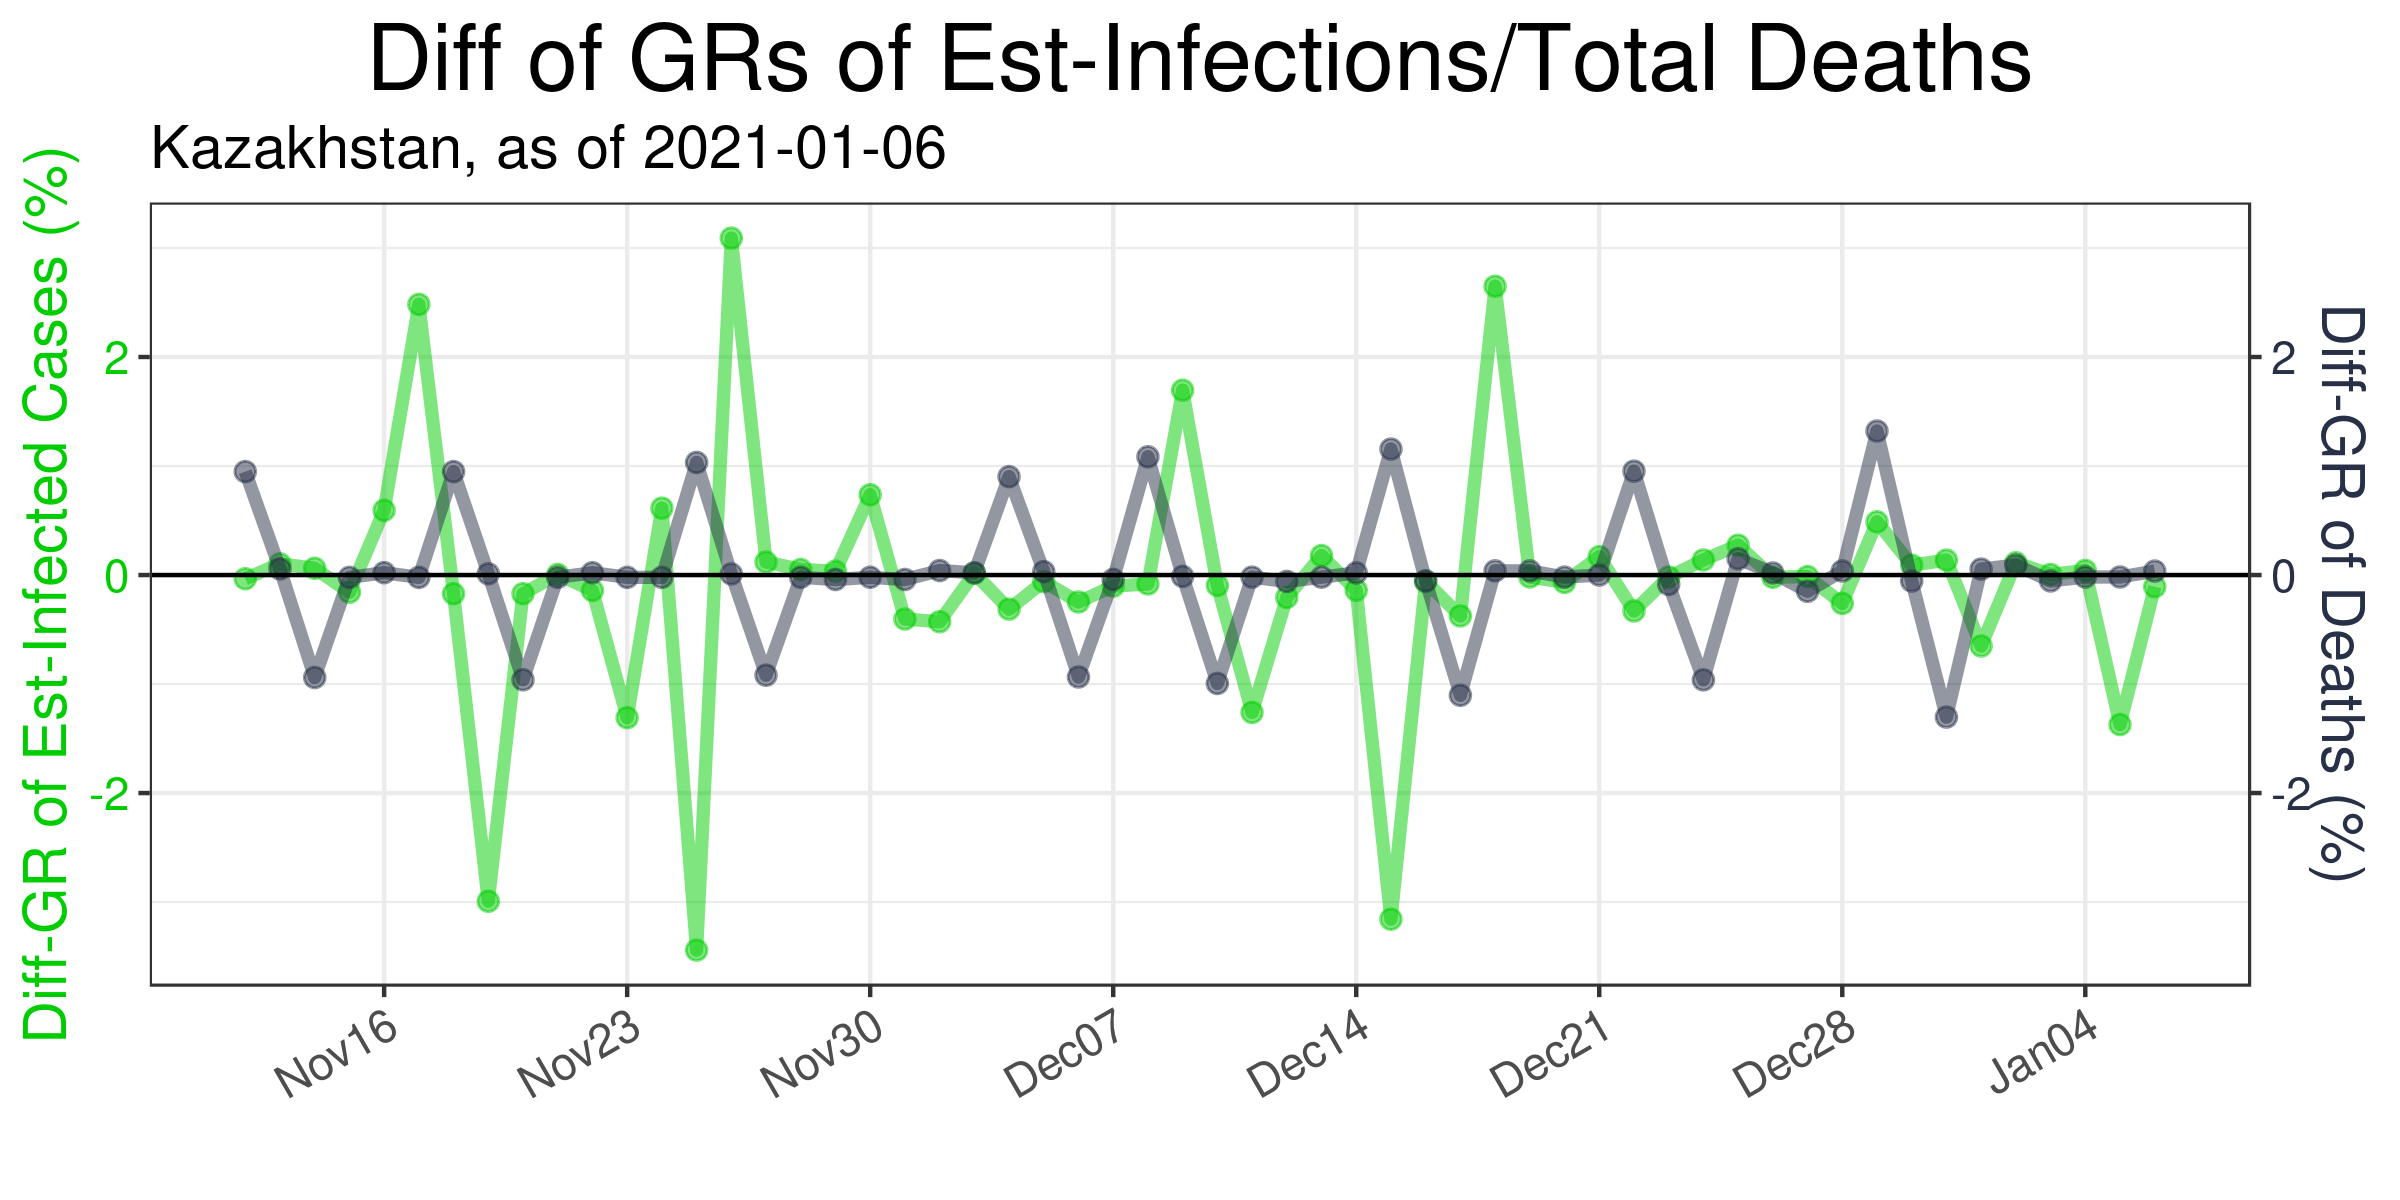 Diff of GRs of Est-Infections/Total Deaths
Kazakhstan, as of 2021-01-06
Diff-GR of Est-Infected Cases (%)
2
0
-2
2
0
-2
Diff-GR of Deaths (%)
Nov16
Nov23
Nov30
Dec07
Dec14
Dec21
Dec28
Jan04